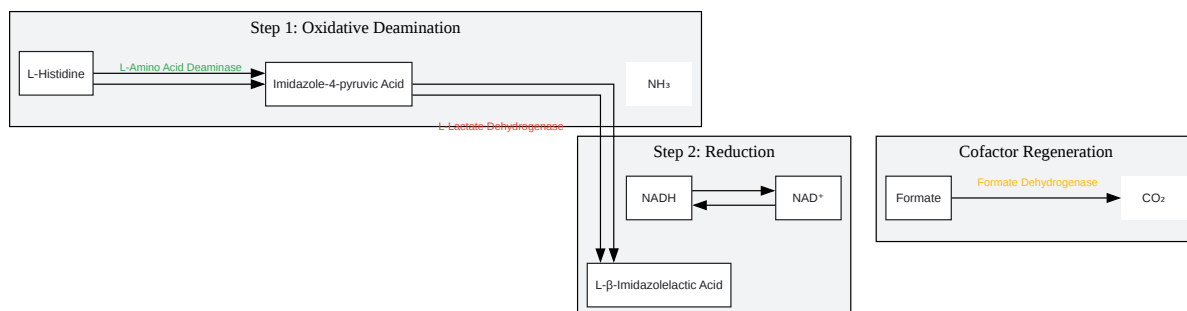 Step 1: Oxidative Deamination
L-Histidine
L-Amino Acid Deaminase
Imidazole-4-pyruvic Acid
NH₃
L-Lactate Dehydrogenase
Step 2: Reduction
NADH
NAD⁺
L-β-Imidazolelactic Acid
Cofactor Regeneration
Formate
Formate Dehydrogenase
CO₂